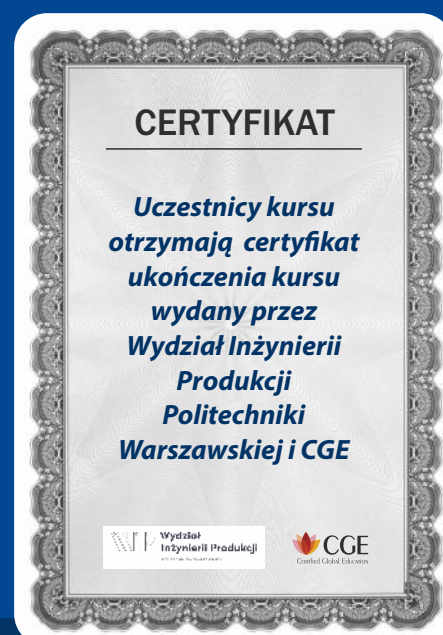 CERTYFIKAT
Uczestnicy kursu
otrzymają certyfikat
ukończenia kursu
wydany przez
Wydział Inżynierii
Produkcji
Politechniki
Warszawskiej i CGE
Wydział
Inżynierii Produkcji
CGE
Certified Global Education